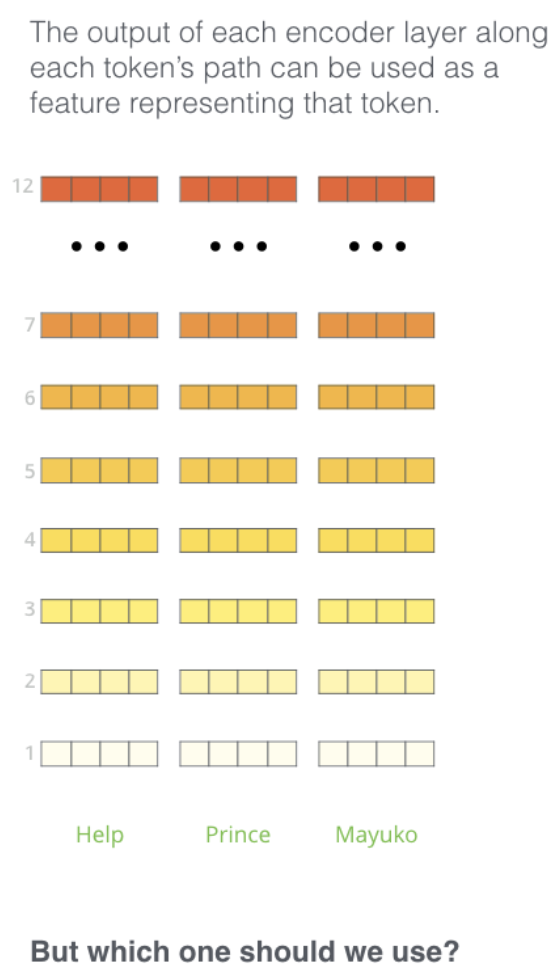 The output of each encoder layer along
each token's path can be used as a
feature representing that token.
12
• • •   • • •   • • •
7
6
5
4
3
2
1
Help   Prince   Mayuko
But which one should we use?